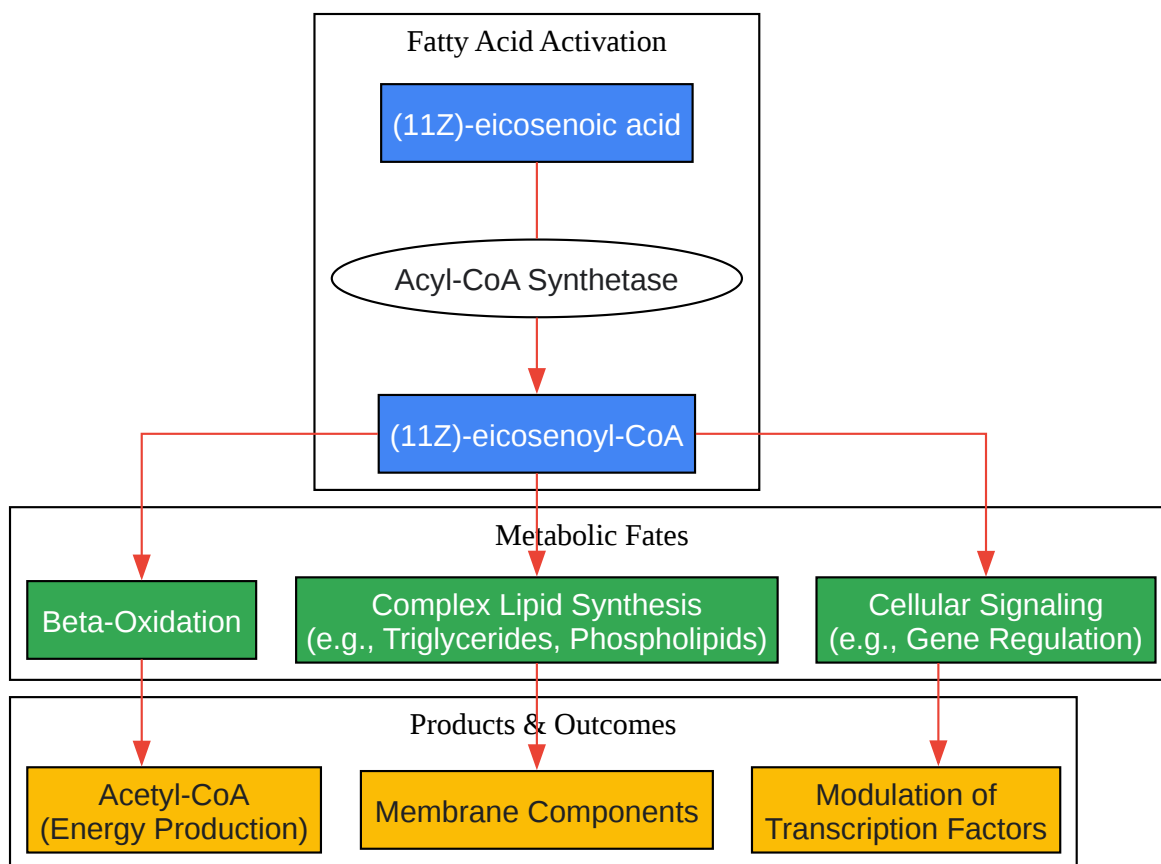 Fatty Acid Activation
(11Z)-eicosenoic acid
Acyl-CoA Synthetase
(11Z)-eicosenoyl-CoA
Metabolic Fates
Beta-Oxidation
Complex Lipid Synthesis
(e.g., Triglycerides, Phospholipids)
Cellular Signaling
(e.g., Gene Regulation)
Products & Outcomes
Acetyl-CoA
(Energy Production)
Membrane Components
Modulation of
Transcription Factors